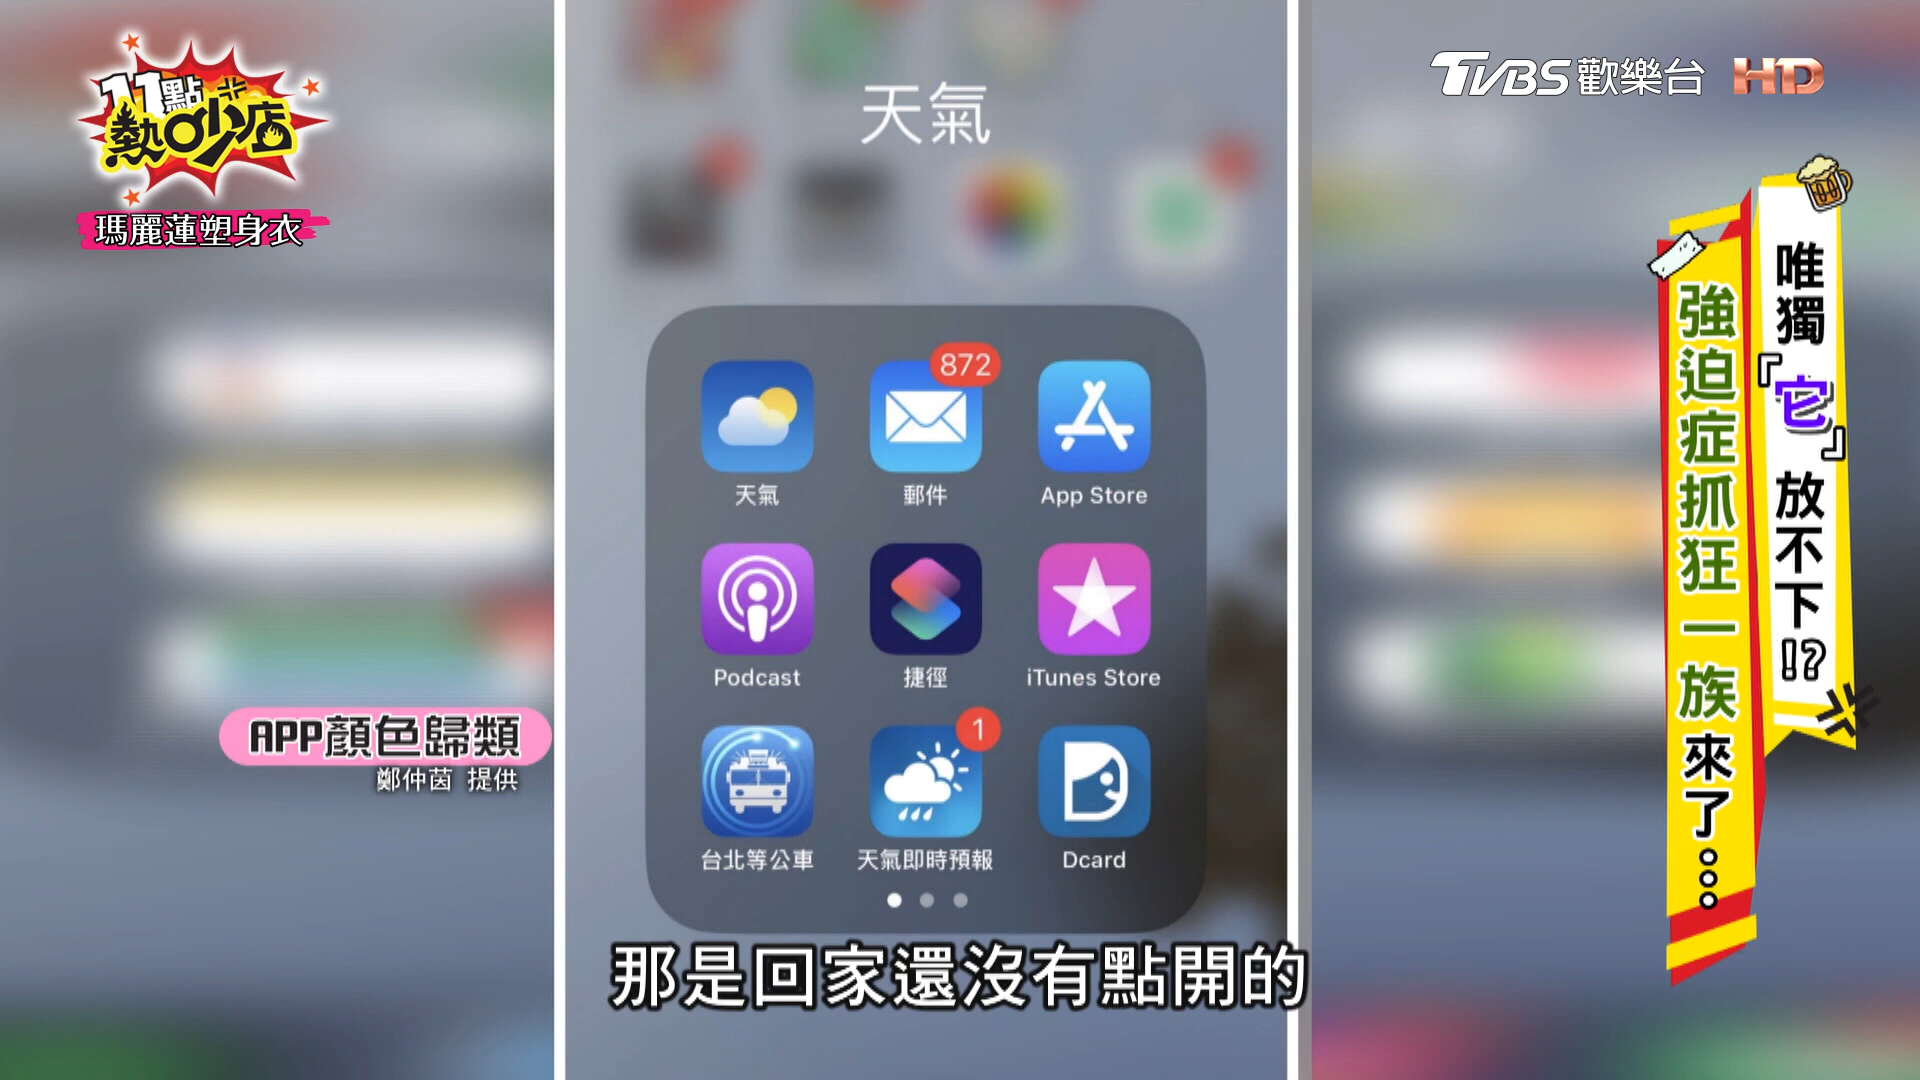 11點
熱吵店
瑪麗蓮塑身衣
TVBS歡樂台 HD
天氣
872
天氣
郵件
App Store
Podcast
捷徑
iTunes Store
1
台北等公車
天氣即時預報
Dcard
APP顏色歸類
鄭仲茵 提供
唯獨『它』放不下!?
強迫症抓狂一族來了...
那是回家還沒有點開的